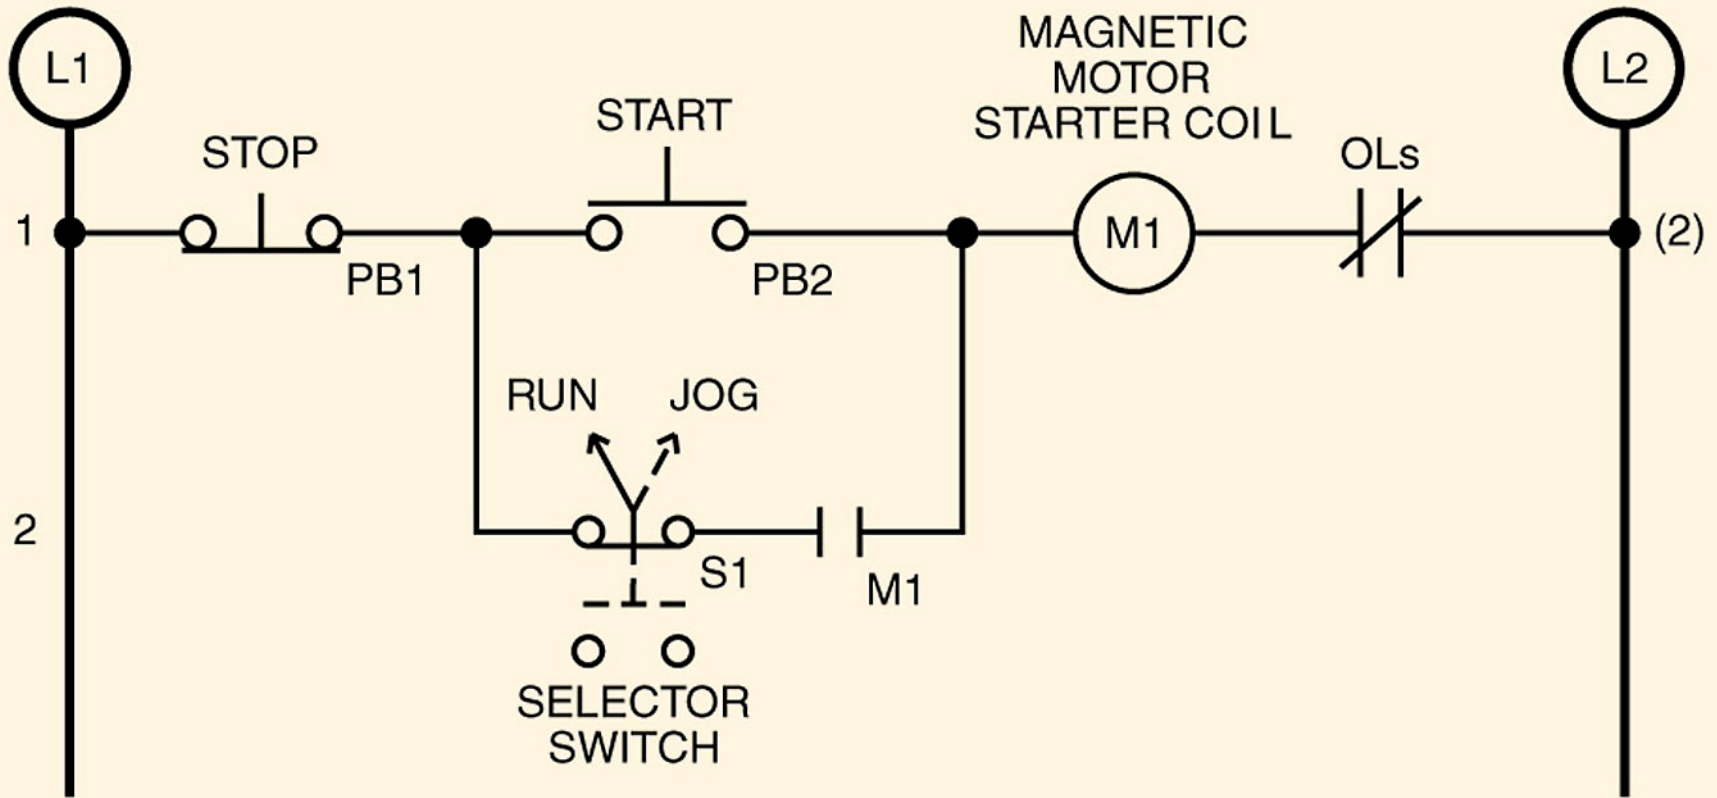 L1
L2
MAGNETIC
MOTOR
STARTER COIL
START
STOP
OLs
1
M1
(2)
PB1
PB2
RUN
JOG
2
S1
M1
SELECTOR
SWITCH